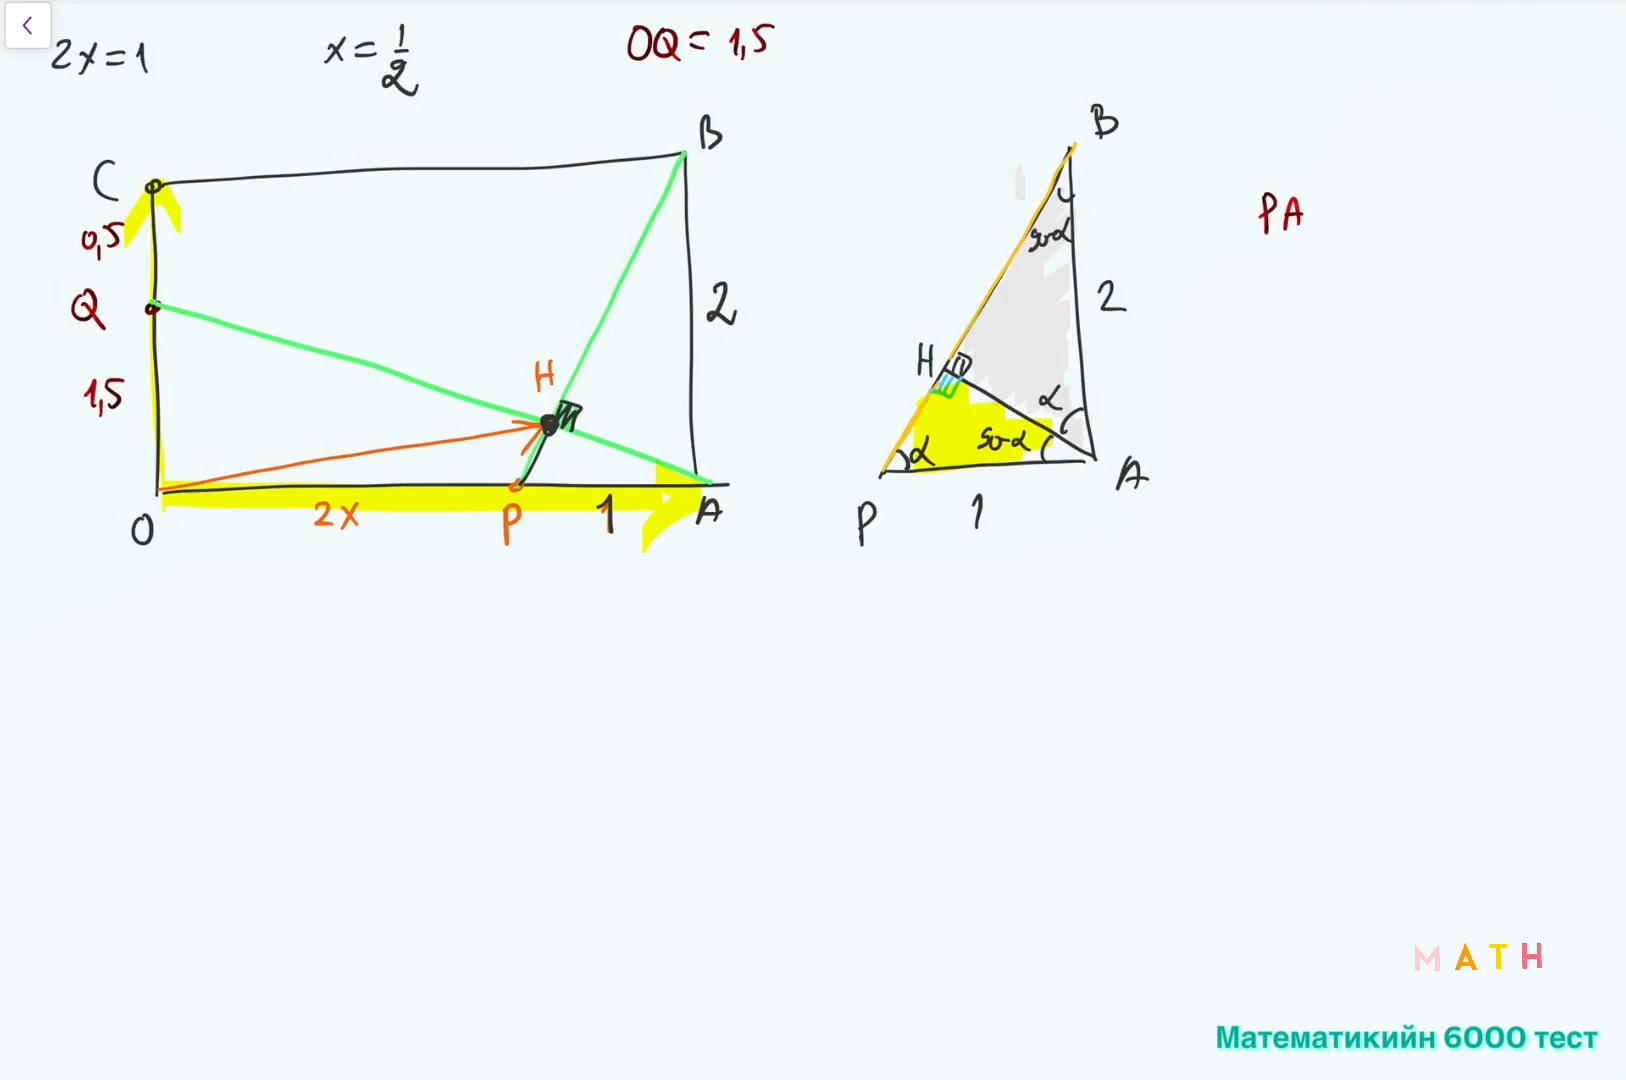 2x=1 x=1/2 OQ=1,5
B
C
0,5
Q
1,5
H
2
O
2x
P
1
A
B
90-α
2
H
α
α
90-α
A
P
1
PA
MATH
Математикийн 6000 тест